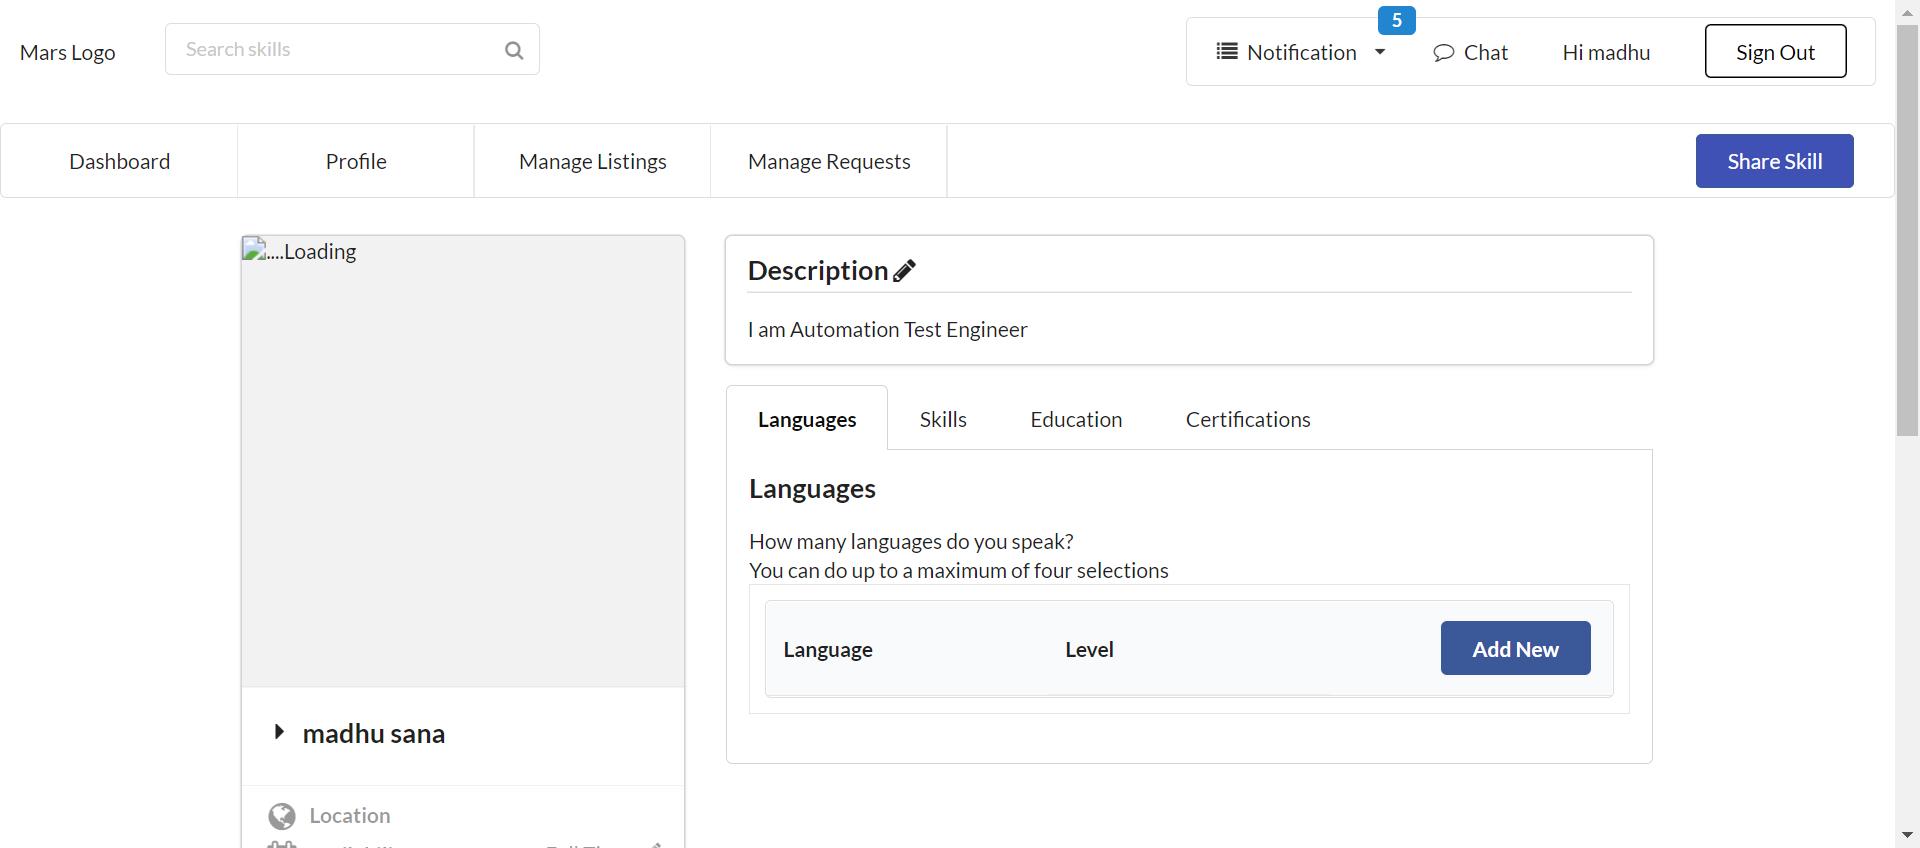 Mars Logo
Search skills
Notification
5
Chat
Hi madhu
Sign Out
Dashboard
Profile
Manage Listings
Manage Requests
Share Skill
....Loading
madhu sana
Location
Description
I am Automation Test Engineer
Languages
Skills
Education
Certifications
Languages
How many languages do you speak?
You can do up to a maximum of four selections
Language
Level
Add New